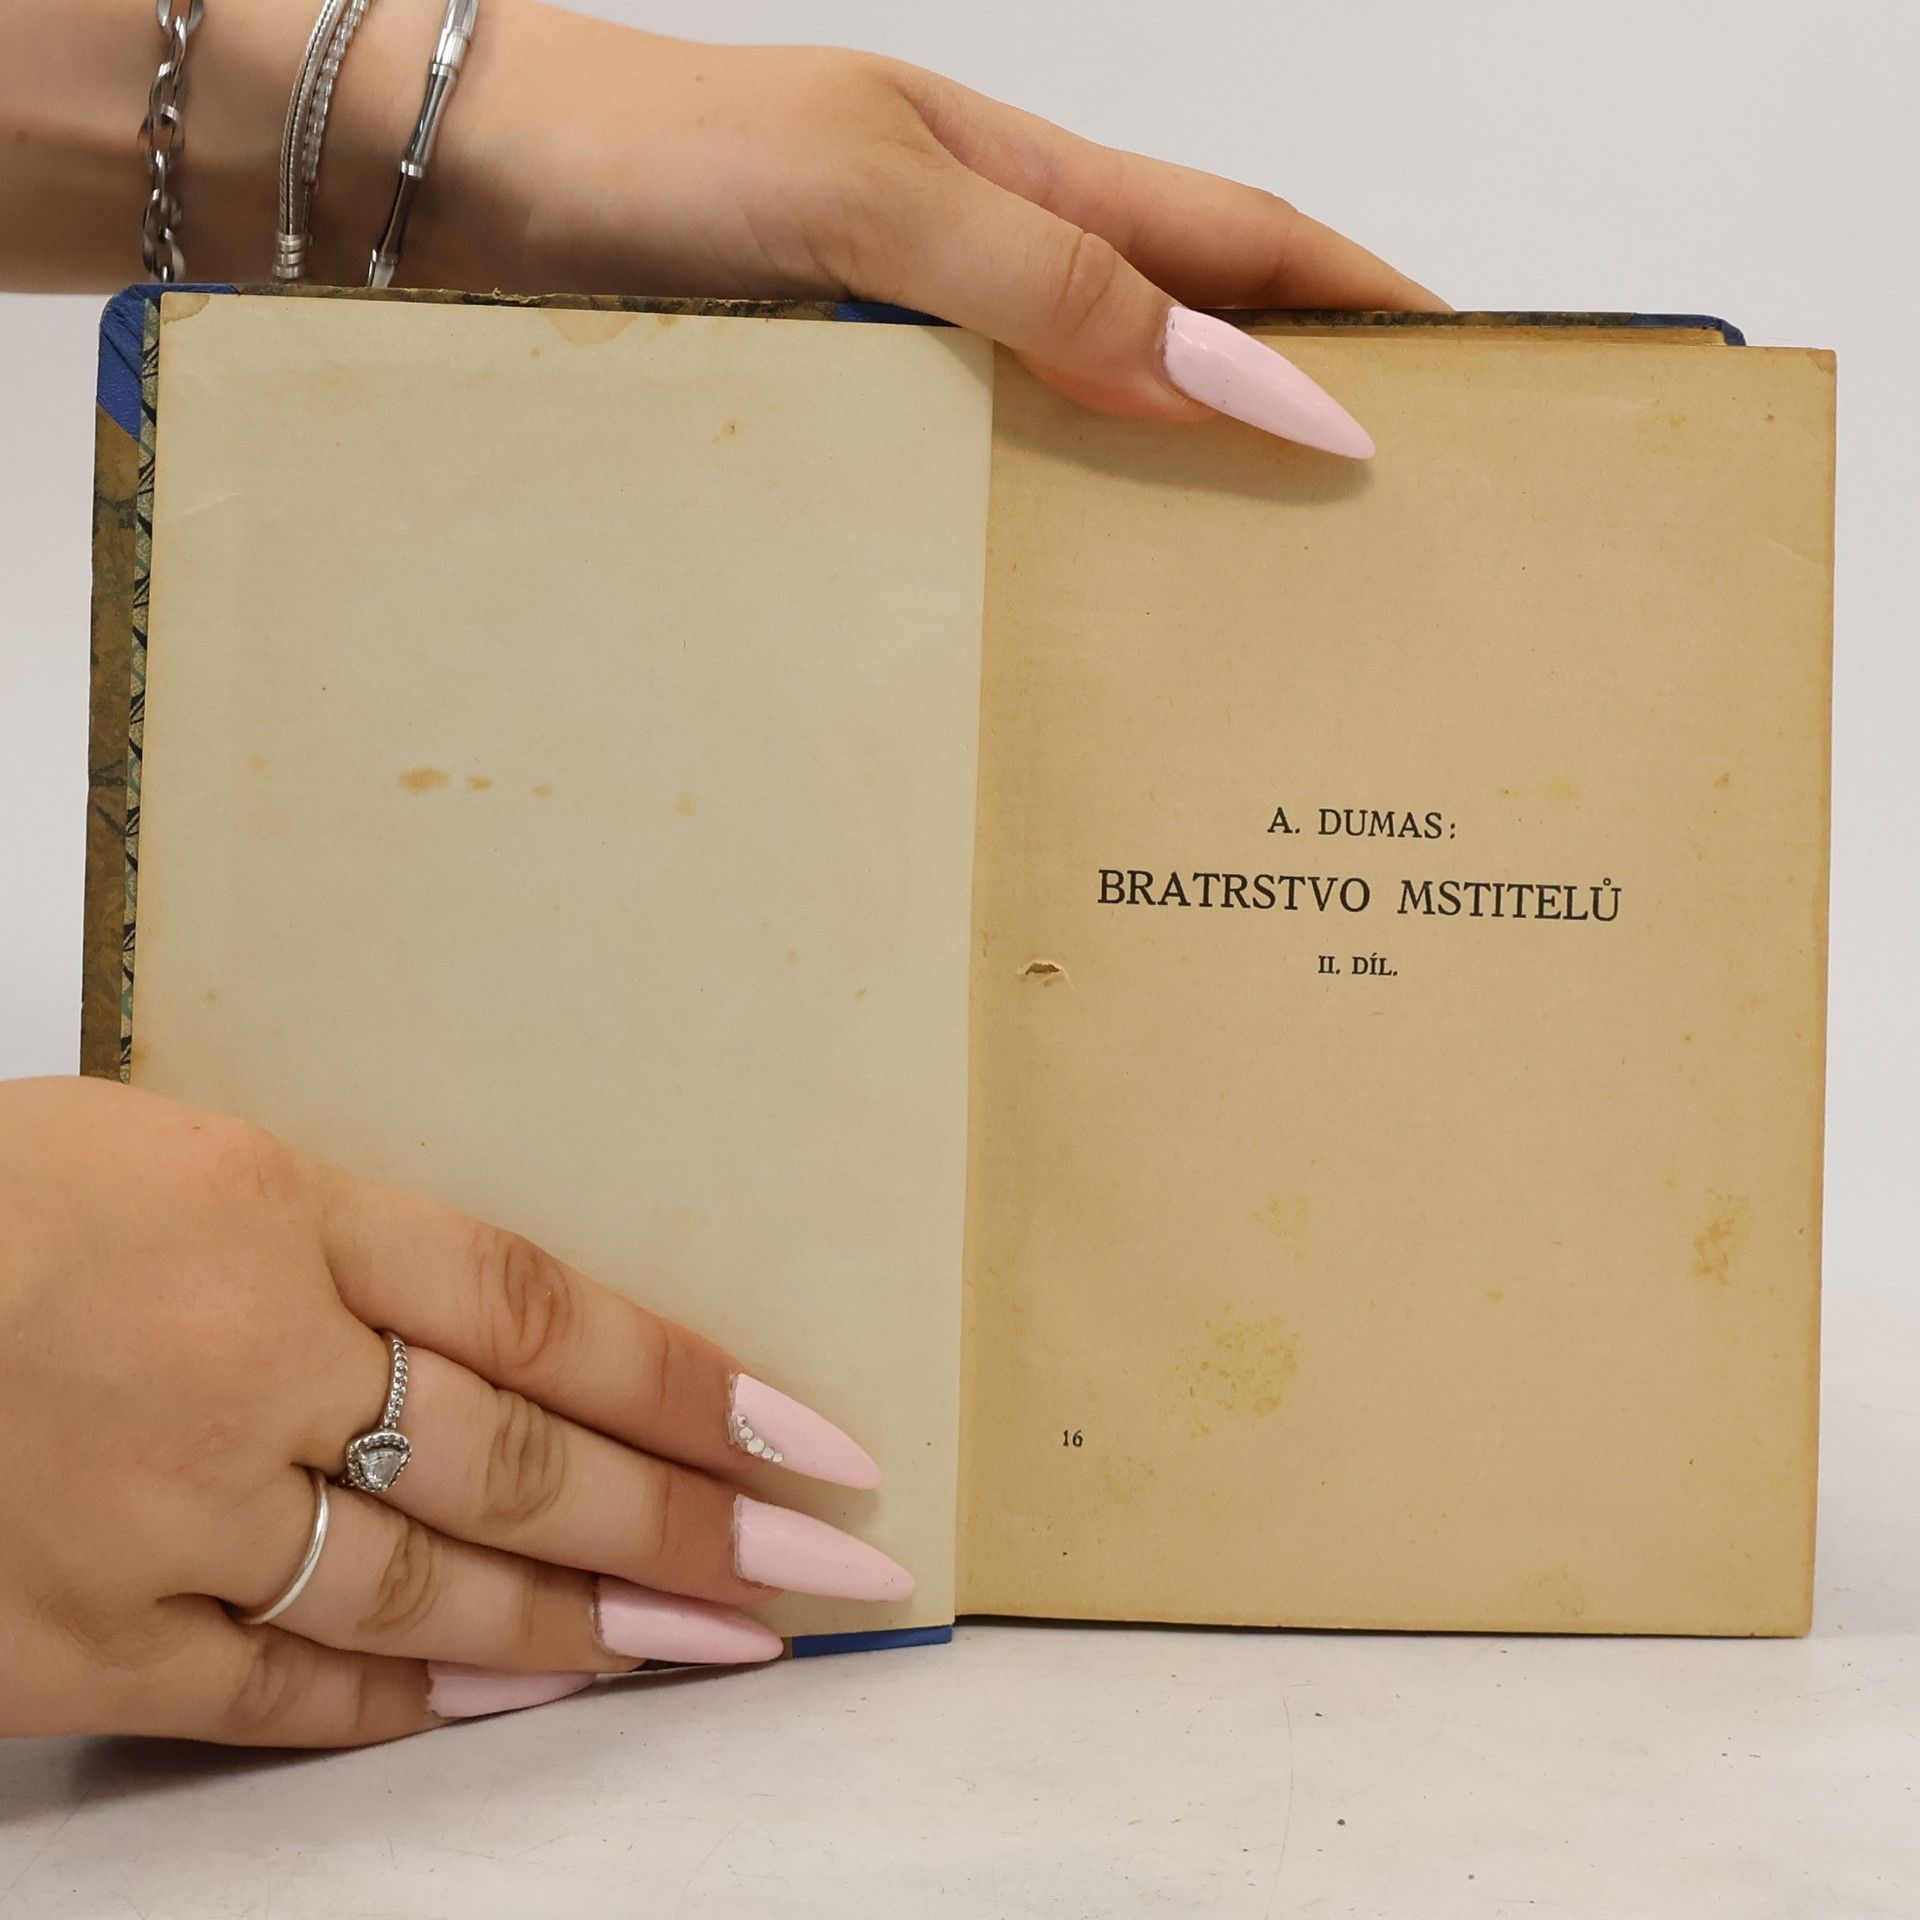 A. DUMAS:
BRATRSTVO MSTITELŮ
II. DÍL.
16